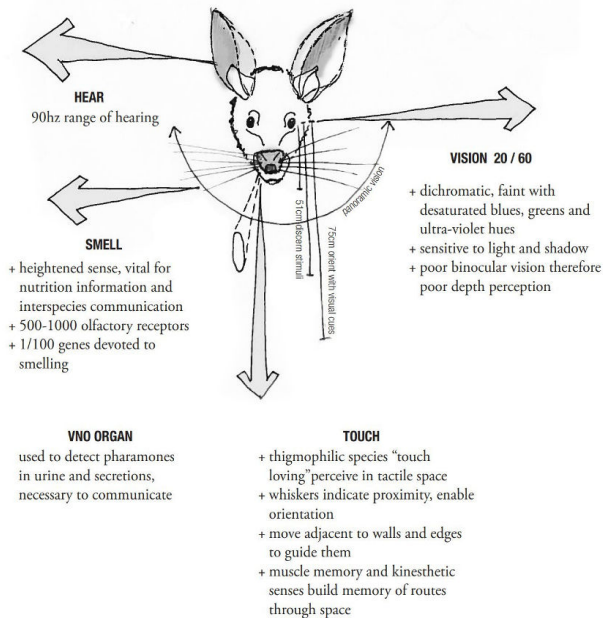 HEAR
90hz range of hearing
VISION 20 / 60
+ dichromatic, faint with
desaturated blues, greens and
ultra-violet hues
+ sensitive to light and shadow
+ poor binocular vision therefore
poor depth perception
panoramic vision
51cm discern stimuli
75cm orient with visual cues
SMELL
+ heightened sense, vital for
nutrition information and
interspecies communication
+ 500-1000 olfactory receptors
+ 1/100 genes devoted to
smelling
VNO ORGAN
used to detect pharamones
in urine and secretions,
necessary to communicate
TOUCH
+ thigmophilic species “touch
loving”perceive in tactile space
+ whiskers indicate proximity, enable
orientation
+ move adjacent to walls and edges
to guide them
+ muscle memory and kinesthetic
senses build memory of routes
through space